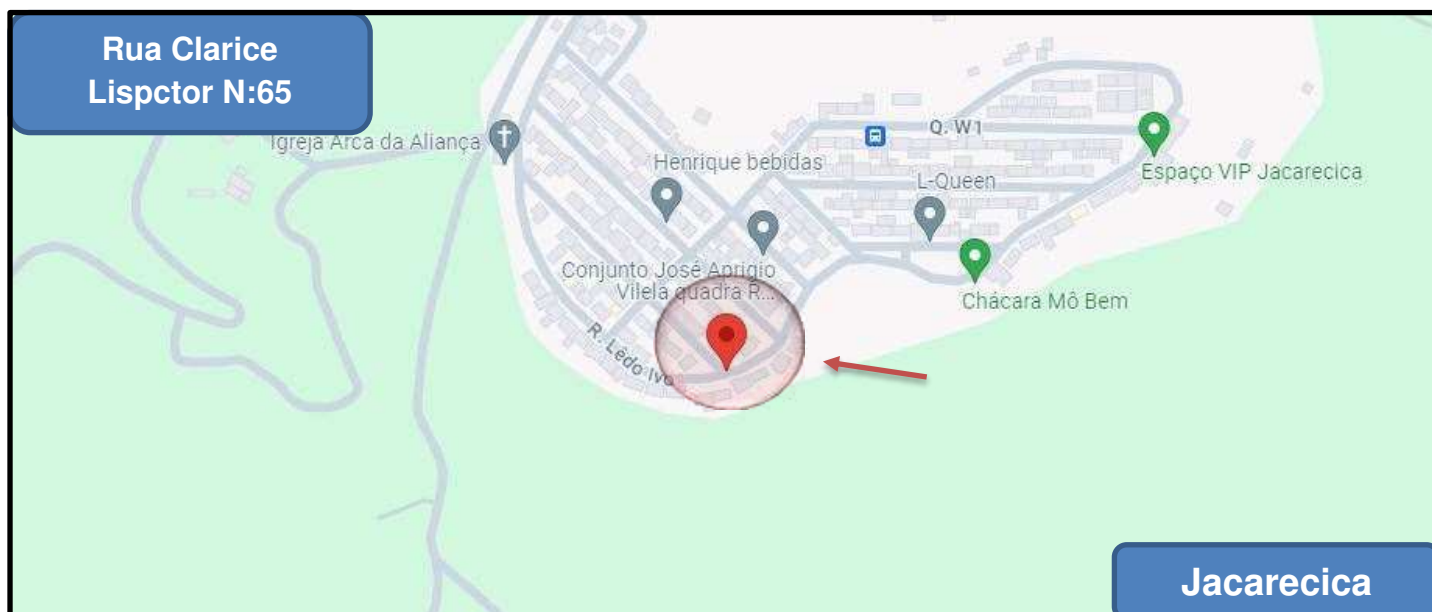 Rua Clarice
Lispctor N:65
Igreja Arca da Aliança
Henrique bebidas
Q. W1
Espaço VIP Jacarecica
L-Queen
Conjunto José Aprigio
Vilela quadra R...
Chácara Mô Bem
R. Lêdo Ivo
Jacarecica